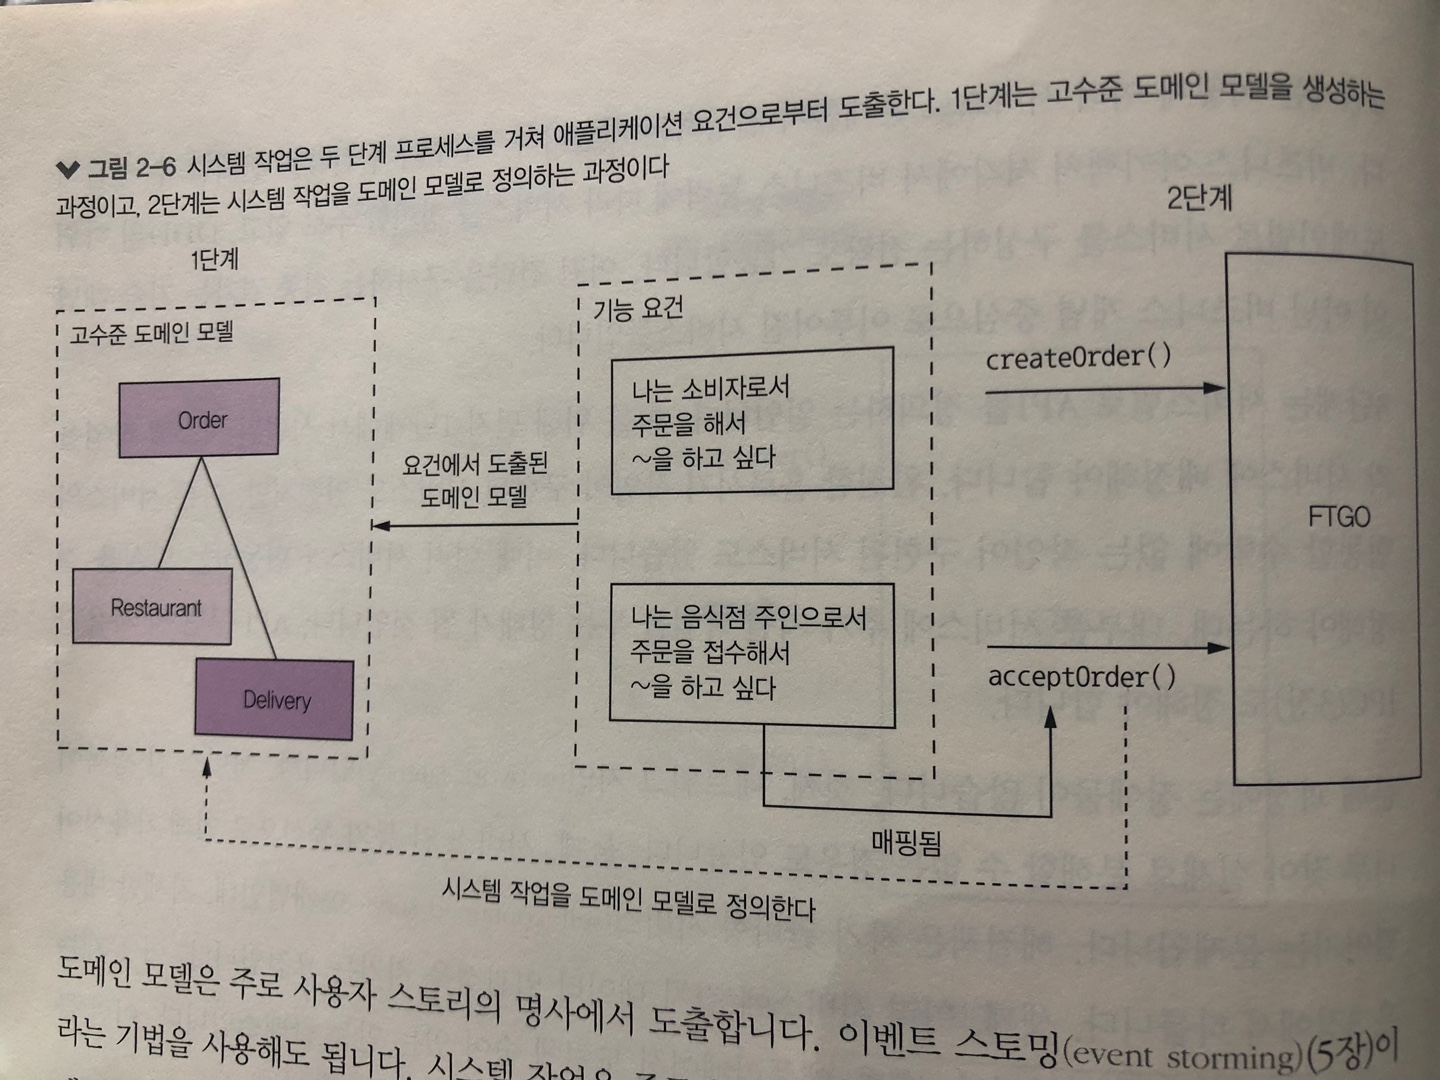 그림 2-6 시스템 작업은 두 단계 프로세스를 거쳐 애플리케이션 요건으로부터 도출한다. 1단계는 고수준 도메인 모델을 생성하는
과정이고, 2단계는 시스템 작업을 도메인 모델로 정의하는 과정이다
1단계
2단계
고수준 도메인 모델
Order
Restaurant
Delivery
요건에서 도출된
도메인 모델
기능 요건
나는 소비자로서
주문을 해서
~을 하고 싶다
나는 음식점 주인으로서
주문을 접수해서
~을 하고 싶다
createOrder()
acceptOrder()
FTGO
매핑됨
시스템 작업을 도메인 모델로 정의한다
도메인 모델은 주로 사용자 스토리의 명사에서 도출합니다. 이벤트 스토밍(event storming)(5장)이
라는 기법을 사용해도 됩니다. 시스템 작업은